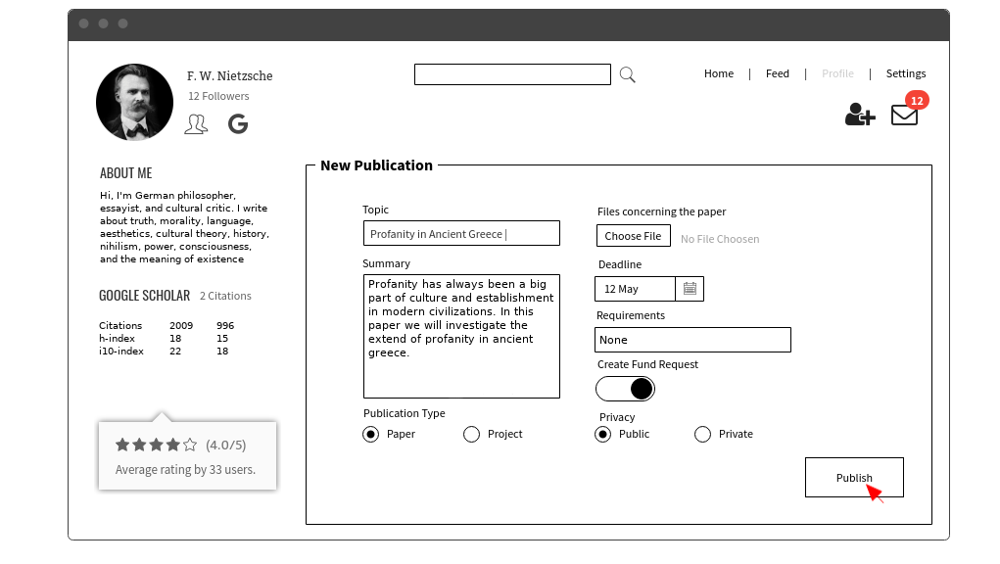 F. W. Nietzsche
12 Followers
G
Home | Feed | Profile | Settings
12
ABOUT ME
Hi, I'm German philosopher,
essayist, and cultural critic. I write
about truth, morality, language,
aesthetics, cultural theory, history,
nihilism, power, consciousness,
and the meaning of existence
GOOGLE SCHOLAR 2 Citations
Citations 2009 996
h-index 18 15
i10-index 22 18
(4.0/5)
Average rating by 33 users.
New Publication
Topic
Profanity in Ancient Greece |
Summary
Profanity has always been a big
part of culture and establishment
in modern civilizations. In this
paper we will investigate the
extend of profanity in ancient
greece.
Publication Type
Paper Project
Files concerning the paper
Choose File No File Choosen
Deadline
12 May
Requirements
None
Create Fund Request
Privacy
Public Private
Publish